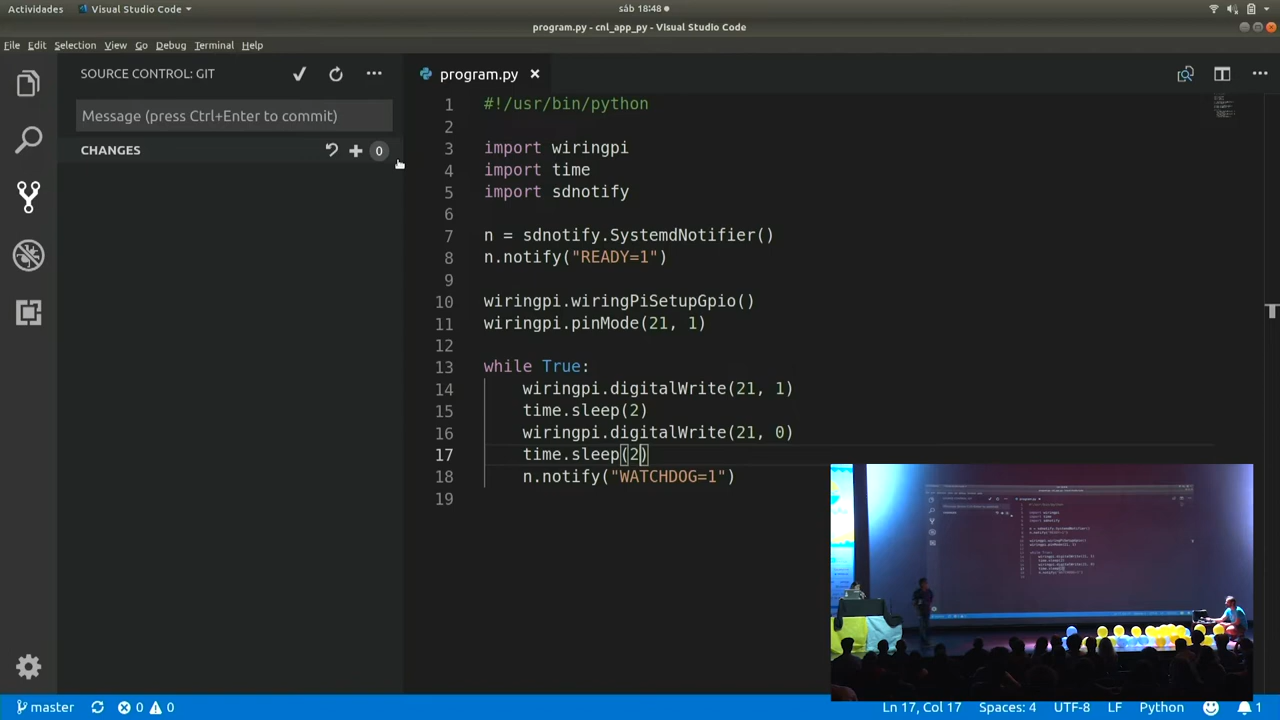 Actividades
Visual Studio Code
sáb 18:48
program.py - cnl_app_py - Visual Studio Code
File Edit Selection View Go Debug Terminal Help
SOURCE CONTROL: GIT
Message (press Ctrl+Enter to commit)
CHANGES
0
program.py
1 #!/usr/bin/python
2
3 import wiringpi
4 import time
5 import sdnotify
6
7 n = sdnotify.SystemdNotifier()
8 n.notify("READY=1")
9
10 wiringpi.wiringPiSetupGpio()
11 wiringpi.pinMode(21, 1)
12
13 while True:
14 wiringpi.digitalWrite(21, 1)
15 time.sleep(2)
16 wiringpi.digitalWrite(21, 0)
17 time.sleep(2)
18 n.notify("WATCHDOG=1")
19
master 0 0 Ln 17, Col 17 Spaces: 4 UTF-8 LF Python 1